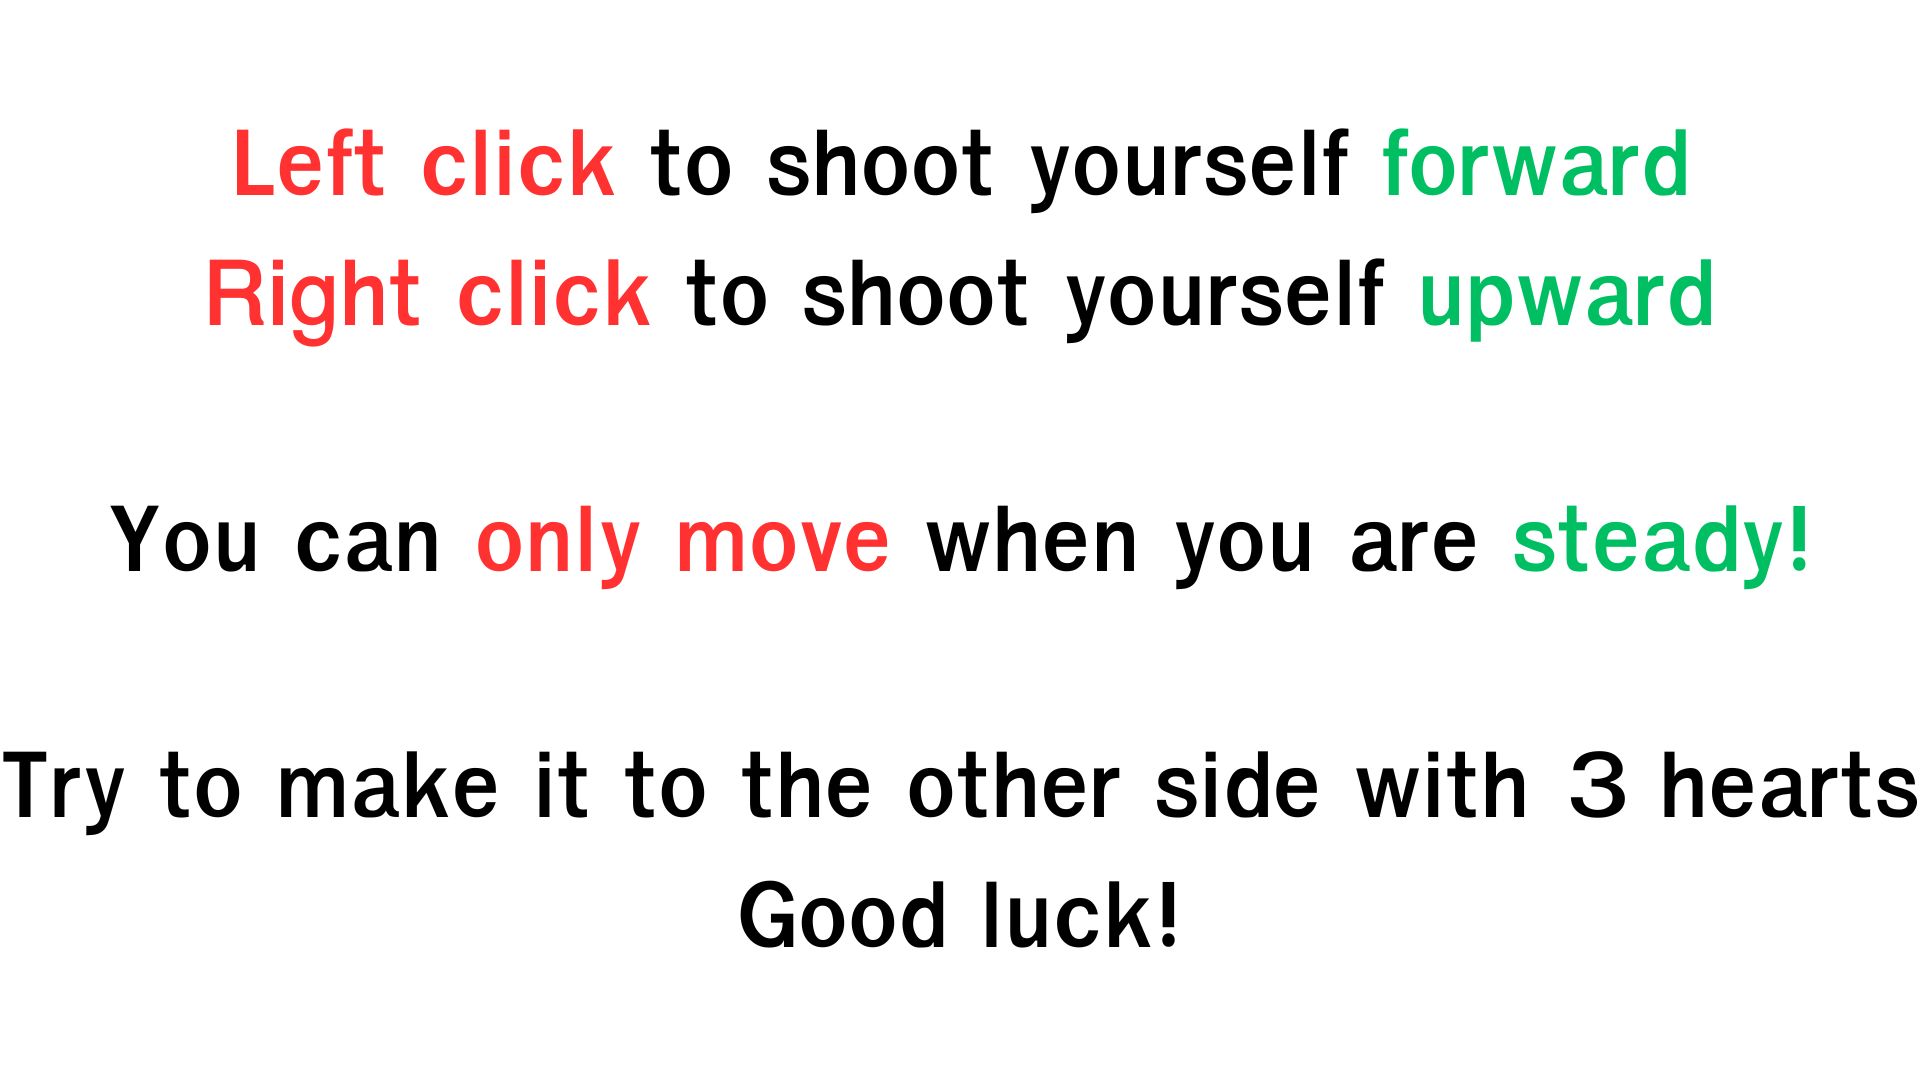 Left click to shoot yourself forward
Right click to shoot yourself upward
You can only move when you are steady!
Try to make it to the other side with 3 hearts
Good luck!